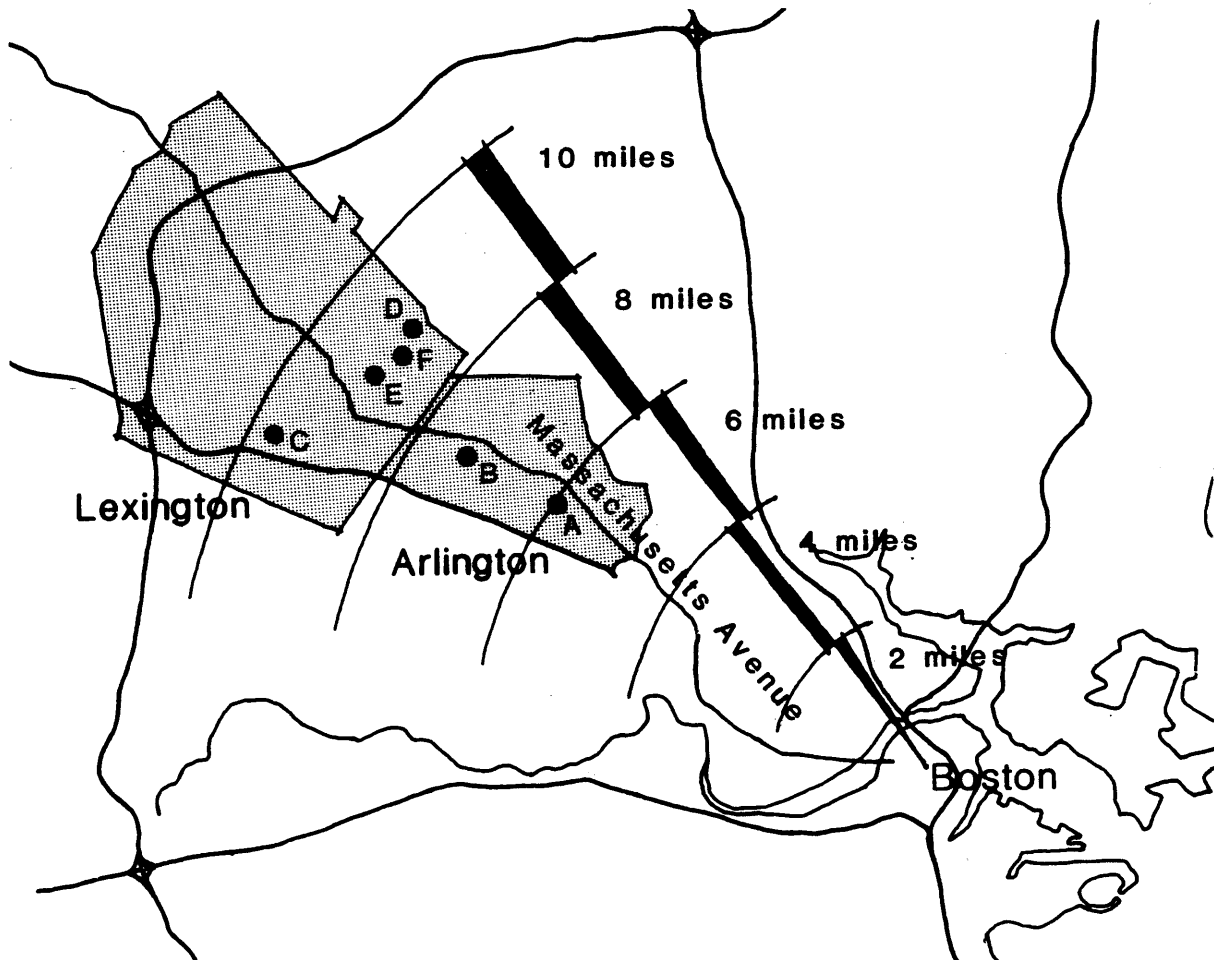 10 miles
8 miles
6 miles
4 miles
2 miles
D
F
E
C
B
A
Massachusetts Avenue
Lexington
Arlington
Boston